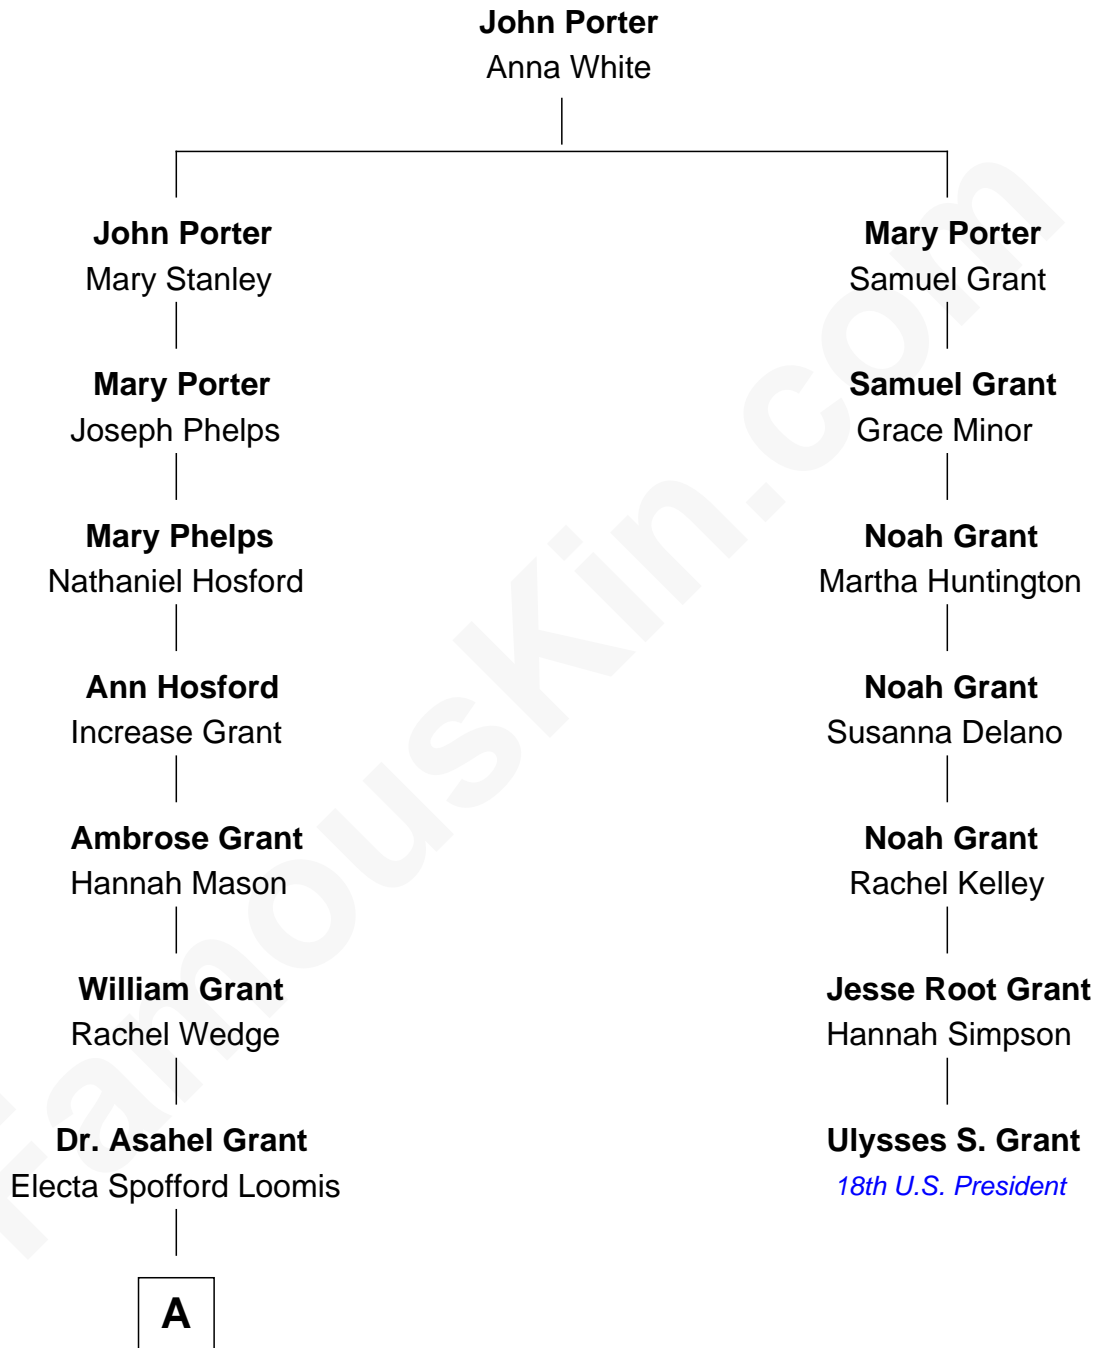 John Porter
Anna White
John Porter
Mary Stanley
Mary Porter
Samuel Grant
Mary Porter
Joseph Phelps
Samuel Grant
Grace Minor
Mary Phelps
Nathaniel Hosford
Noah Grant
Martha Huntington
Ann Hosford
Increase Grant
Noah Grant
Susanna Delano
Ambrose Grant
Hannah Mason
Noah Grant
Rachel Kelley
William Grant
Rachel Wedge
Jesse Root Grant
Hannah Simpson
Dr. Asahel Grant
Electa Spofford Loomis
Ulysses S. Grant
18th U.S. President
A
FamousKin.com